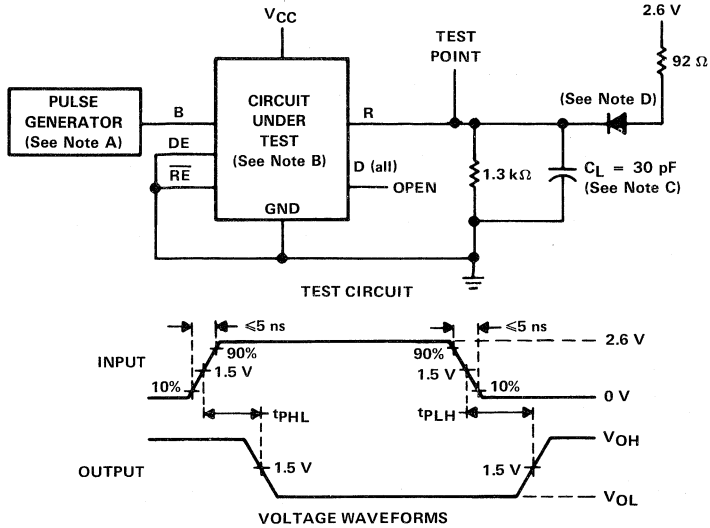 VCC
2.6 V
92 Ω
TEST
POINT
PULSE
GENERATOR
(See Note A)
B
DE
RE
CIRCUIT
UNDER
TEST
(See Note B)
GND
R
D (all)
OPEN
(See Note D)
1.3 kΩ
CL = 30 pF
(See Note C)
TEST CIRCUIT
≤5 ns
≤5 ns
INPUT
10%
90%
1.5 V
90%
1.5 V
10%
2.6 V
0 V
tPHL
tPLH
OUTPUT
1.5 V
1.5 V
VOH
VOL
VOLTAGE WAVEFORMS